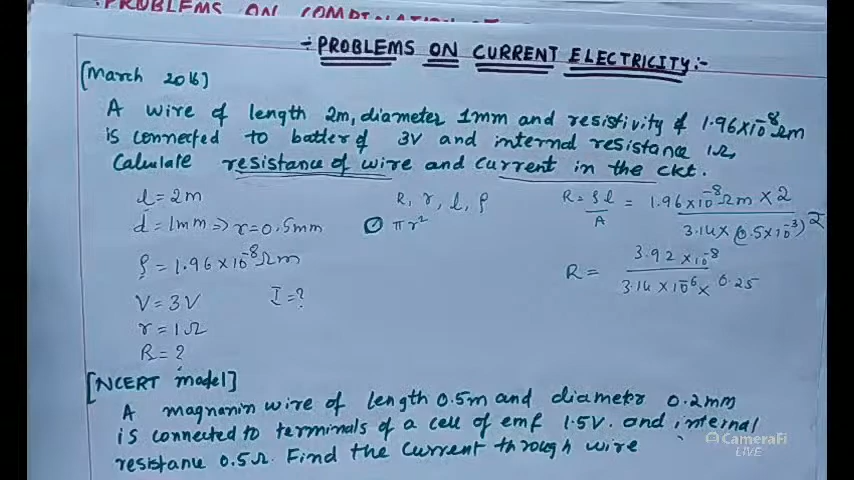 :PROBLEMS ON COMBINATION
÷PROBLEMS ON CURRENT ELECTRICITY:-
[March 2016)
A wire of length 2m, diameter 1mm and resistivity of 1.96×10⁻⁸ Ωm
is connected to batter of 3V and internal resistance 1Ω,
Calculate resistance of wire and current in the ckt.
l = 2m
d = 1mm => r = 0.5mm
ρ = 1.96×10⁻⁸ Ωm
V = 3V I = ?
r = 1Ω
R = ?
R, r, l, ρ
πr²
R = ρl/A = 1.96×10⁻⁸ Ωm × 2 / 3.14×(0.5×10⁻³)²
R = 3.92×10⁻⁸ / 3.14×10⁻⁶× 0.25
[NCERT model]
A magnanin wire of length 0.5m and diameter 0.2mm
is connected to terminals of a cell of emf 1.5V. and internal
resistane 0.5Ω. Find the current through wire
CameraFi
LIVE